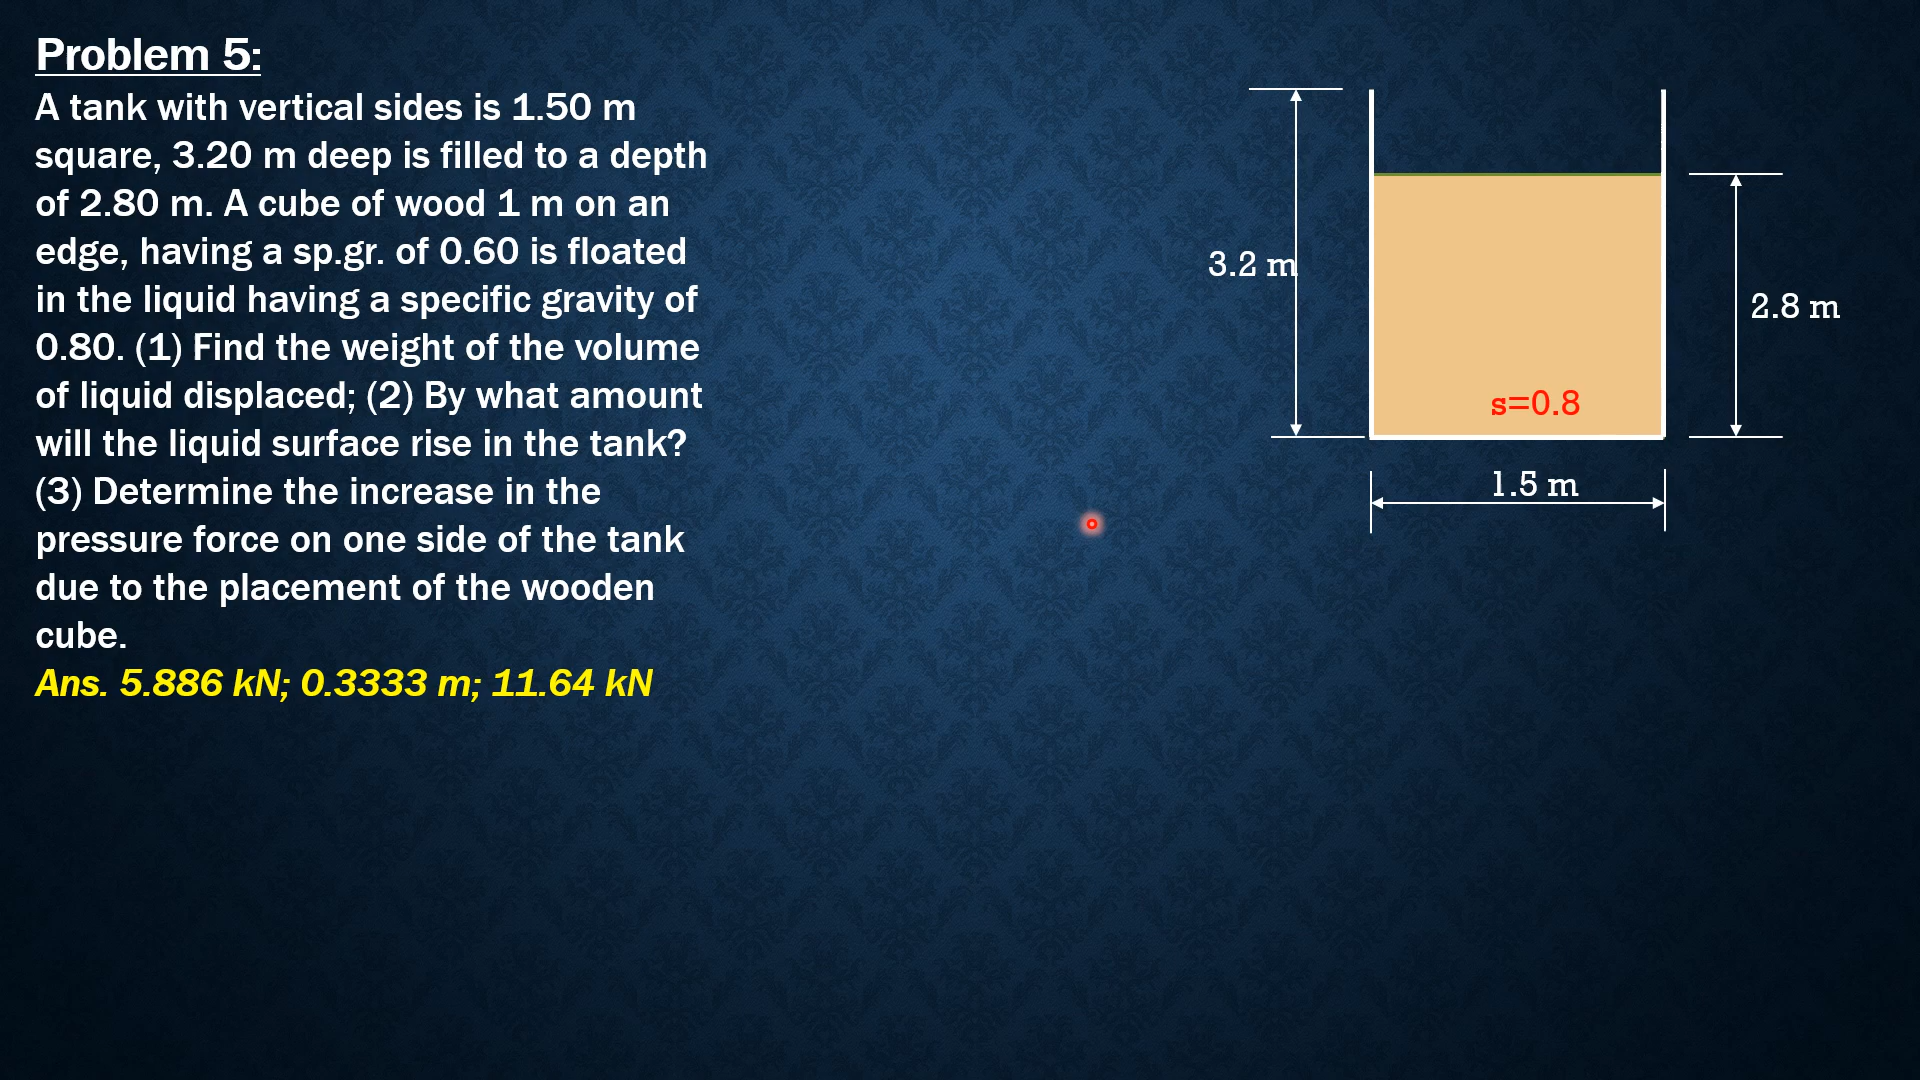 Problem 5:
A tank with vertical sides is 1.50 m
square, 3.20 m deep is filled to a depth
of 2.80 m. A cube of wood 1 m on an
edge, having a sp.gr. of 0.60 is floated
in the liquid having a specific gravity of
0.80. (1) Find the weight of the volume
of liquid displaced; (2) By what amount
will the liquid surface rise in the tank?
(3) Determine the increase in the
pressure force on one side of the tank
due to the placement of the wooden
cube.
Ans. 5.886 kN; 0.3333 m; 11.64 kN
3.2 m
2.8 m
s=0.8
1.5 m